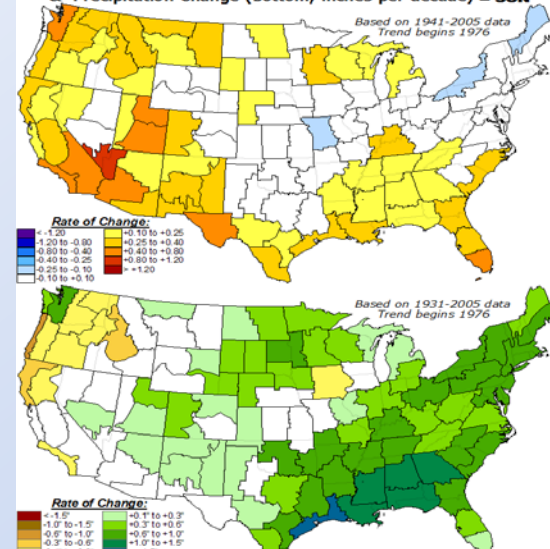 Precipitation Change (Bottom, inches per decade)
Based on 1941-2005 data
Trend begins 1976
Rate of Change:
< -1.20
-1.20 to -0.80
-0.80 to -0.40
-0.40 to -0.25
-0.25 to -0.10
-0.10 to +0.10
+0.10 to +0.25
+0.25 to +0.40
+0.40 to +0.80
+0.80 to +1.20
> +1.20
Based on 1931-2005 data
Trend begins 1976
Rate of Change:
< -1.5"
-1.0" to -1.5"
-0.6" to -1.0"
-0.3" to -0.6"
+0.1" to +0.3"
+0.3" to +0.6"
+0.6" to +1.0"
+1.0" to +1.5"